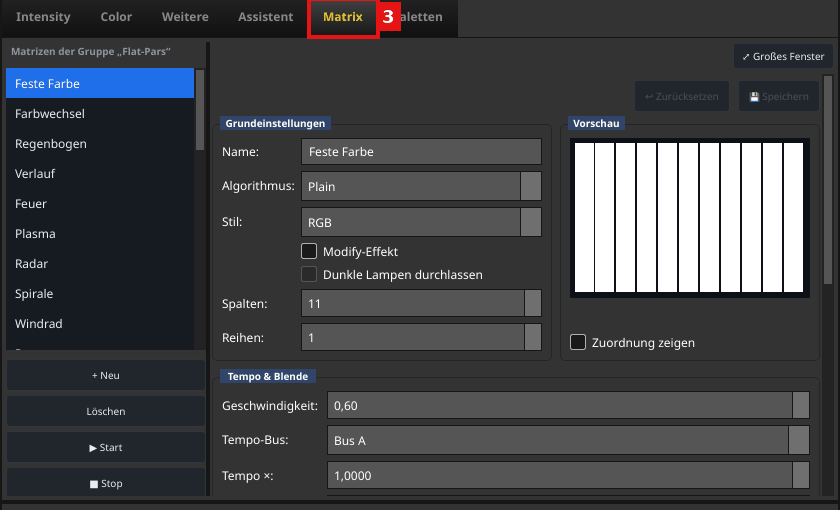 Intensity Color Weitere Assistent Matrix 3 aletten
Matrizen der Gruppe „Flat-Pars“
⤢ Großes Fenster
Feste Farbe
Farbwechsel
Regenbogen
Verlauf
Feuer
Plasma
Radar
Spirale
Windrad
+ Neu
Löschen
▶ Start
■ Stop
↩ Zurücksetzen 💾 Speichern
Grundeinstellungen
Name: Feste Farbe
Algorithmus: Plain
Stil: RGB
Modify-Effekt
Dunkle Lampen durchlassen
Spalten: 11
Reihen: 1
Vorschau
Zuordnung zeigen
Tempo & Blende
Geschwindigkeit: 0,60
Tempo-Bus: Bus A
Tempo ×: 1,0000